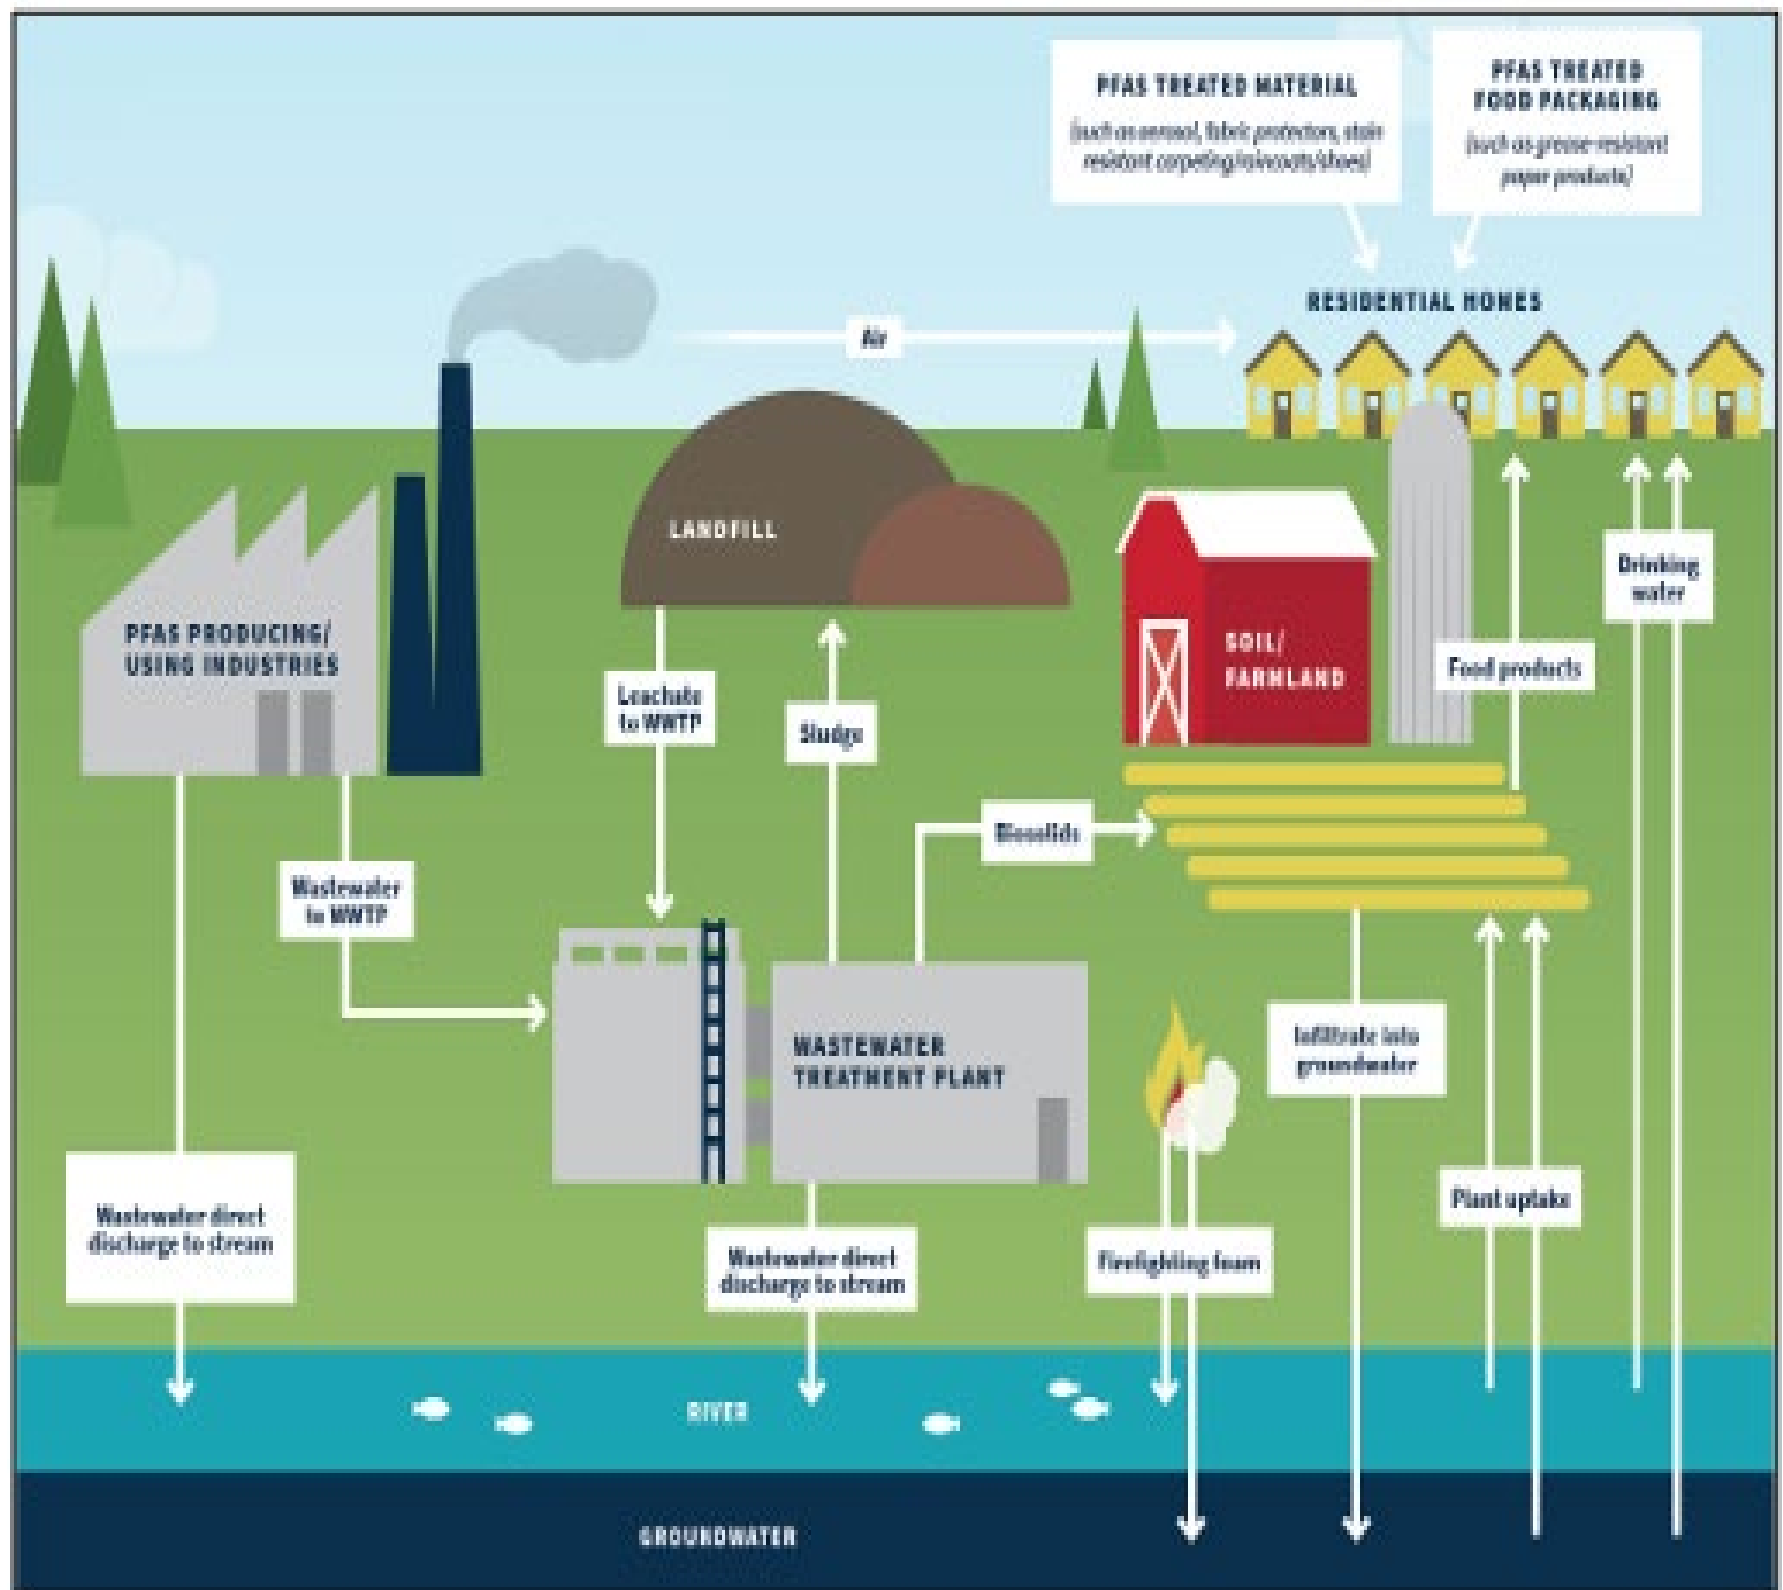 PFAS TREATED MATERIAL
(such as aerosol, fabric protectors, stain
resistant carpeting/raincoats/shoes)
PFAS TREATED
FOOD PACKAGING
(such as grease-resistant
paper products)
RESIDENTIAL HOMES
Air
LANDFILL
PFAS PRODUCING/
USING INDUSTRIES
Leachate
to WWTP
Sludge
SOIL/
FARMLAND
Food products
Drinking
water
Wastewater
to WWTP
Biosolids
WASTEWATER
TREATMENT PLANT
Infiltrate into
groundwater
Plant uptake
Wastewater direct
discharge to stream
Wastewater direct
discharge to stream
Firefighting foam
RIVER
GROUNDWATER